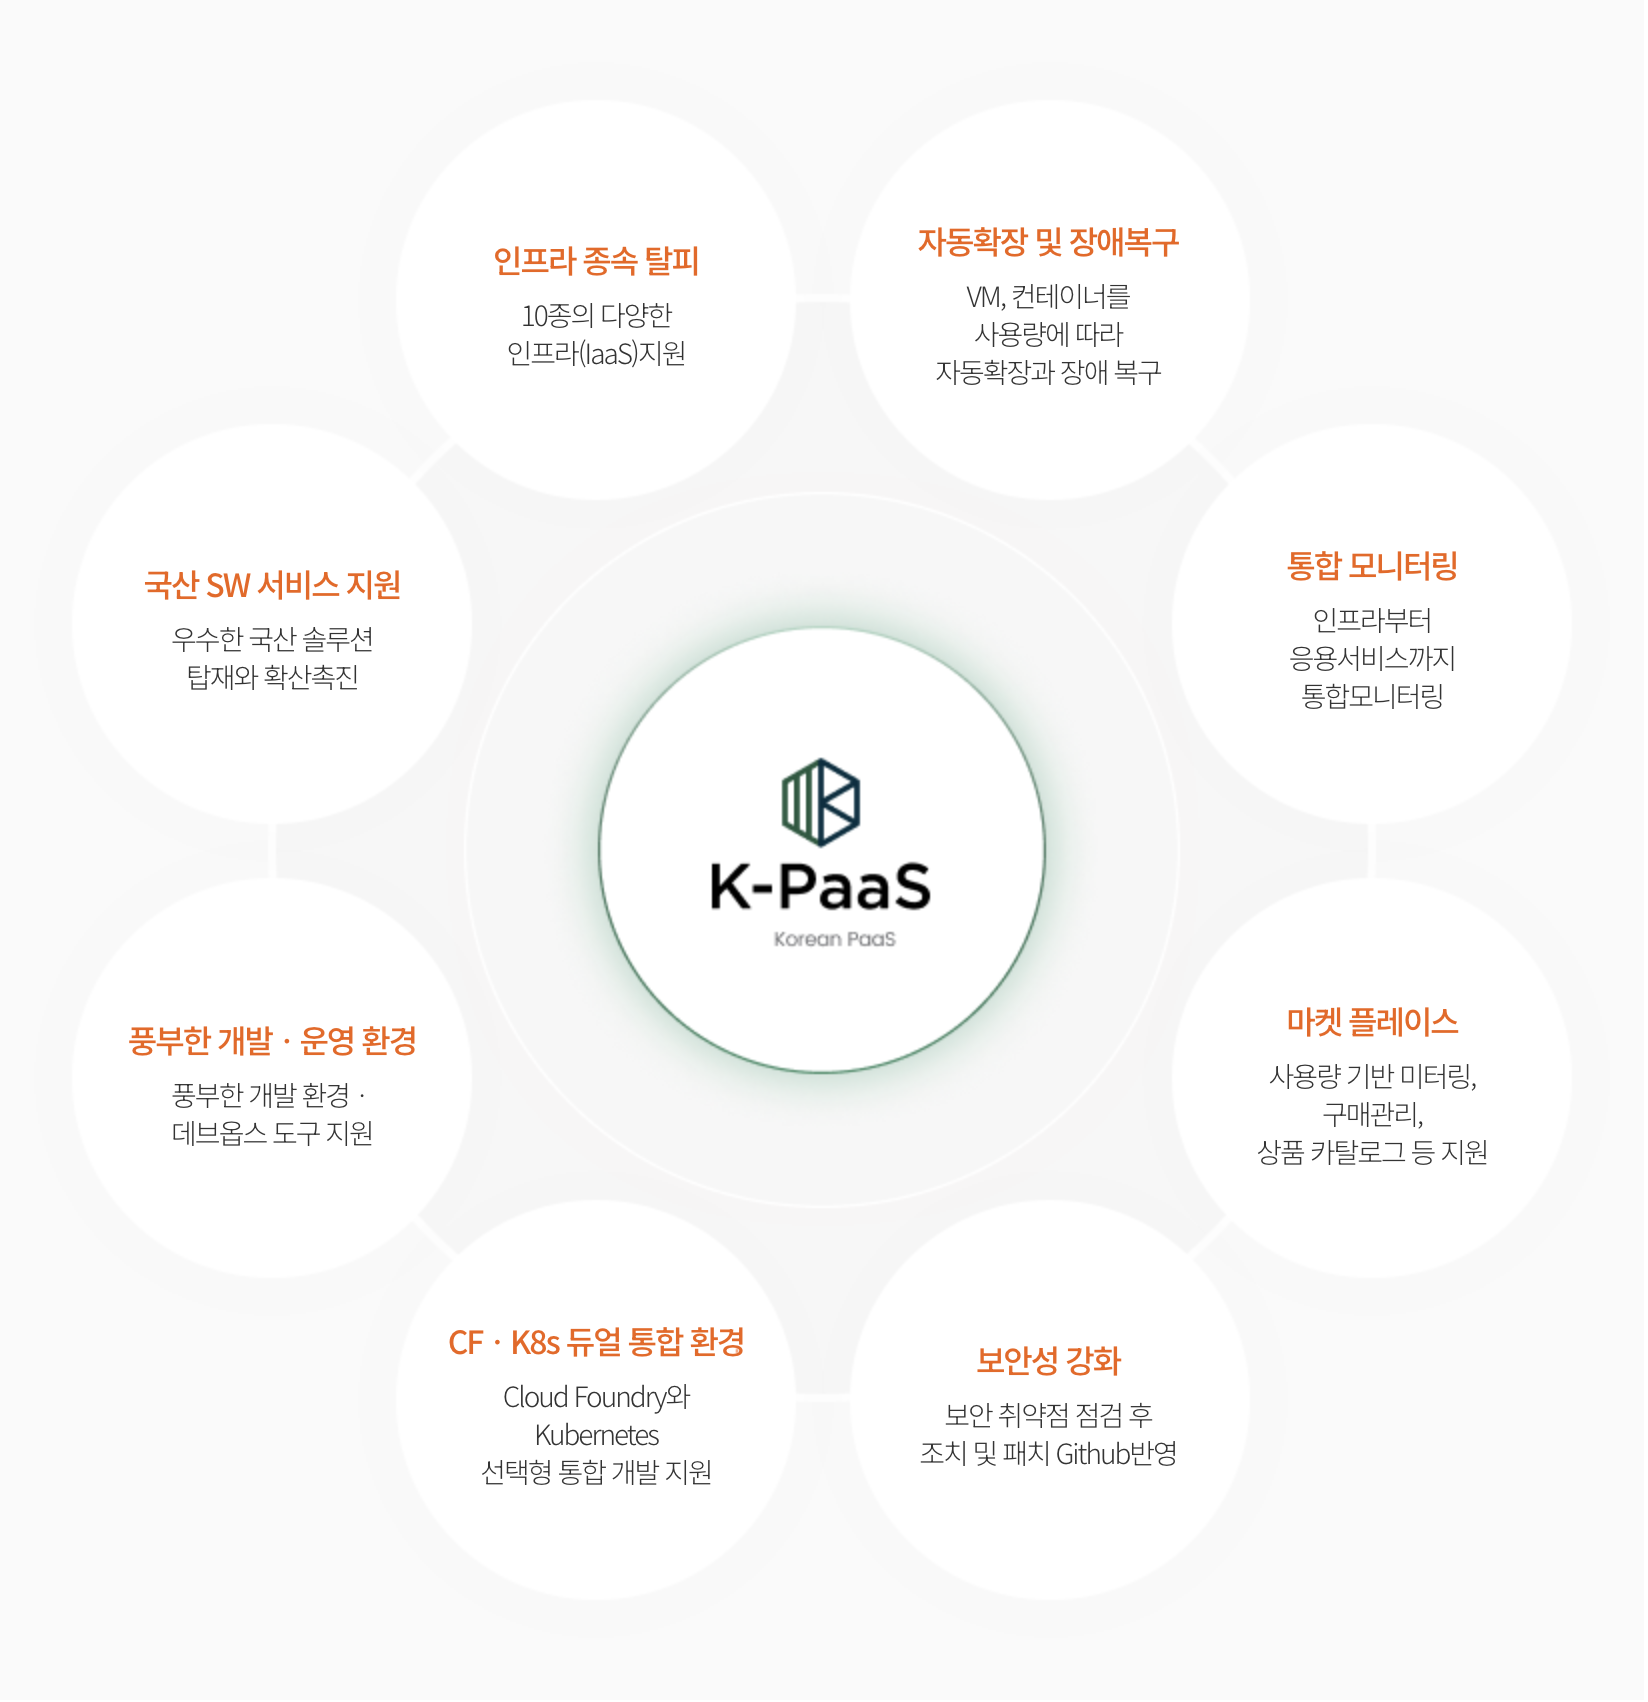 인프라 종속 탈피
10종의 다양한
인프라(IaaS)지원
자동확장 및 장애복구
VM, 컨테이너를
사용량에 따라
자동확장과 장애 복구
국산 SW 서비스 지원
우수한 국산 솔루션
탑재와 확산촉진
통합 모니터링
인프라부터
응용서비스까지
통합모니터링
K-PaaS
Korean PaaS
풍부한 개발 · 운영 환경
풍부한 개발 환경 ·
데브옵스 도구 지원
마켓 플레이스
사용량 기반 미터링,
구매관리,
상품 카탈로그 등 지원
CF · K8s 듀얼 통합 환경
Cloud Foundry와
Kubernetes
선택형 통합 개발 지원
보안성 강화
보안 취약점 점검 후
조치 및 패치 Github반영